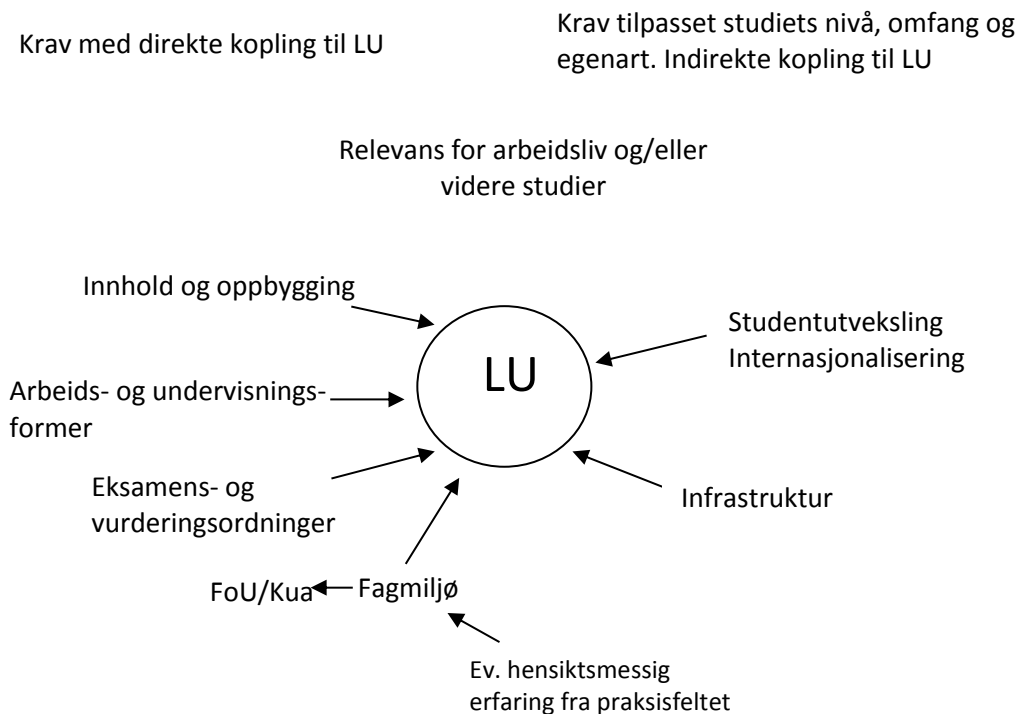 Krav med direkte kopling til LU
Krav tilpasset studiets nivå, omfang og
egenart. Indirekte kopling til LU
Relevans for arbeidsliv og/eller
videre studier
Innhold og oppbygging
LU
Studentutveksling
Internasjonalisering
Arbeids- og undervisnings-
former
Eksamens- og
vurderingsordninger
Infrastruktur
FoU/Kua
Fagmiljø
Ev. hensiktsmessig
erfaring fra praksisfeltet